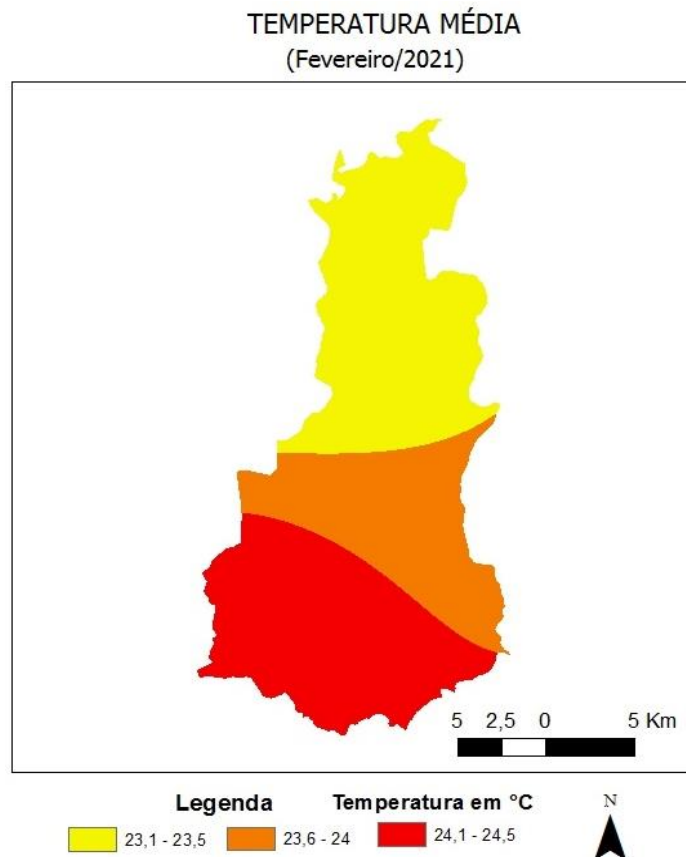 TEMPERATURA MÉDIA
(Fevereiro/2021)
5 2,5 0 5 Km
Legenda Temperatura em °C N
23,1 - 23,5 23,6 - 24 24,1 - 24,5